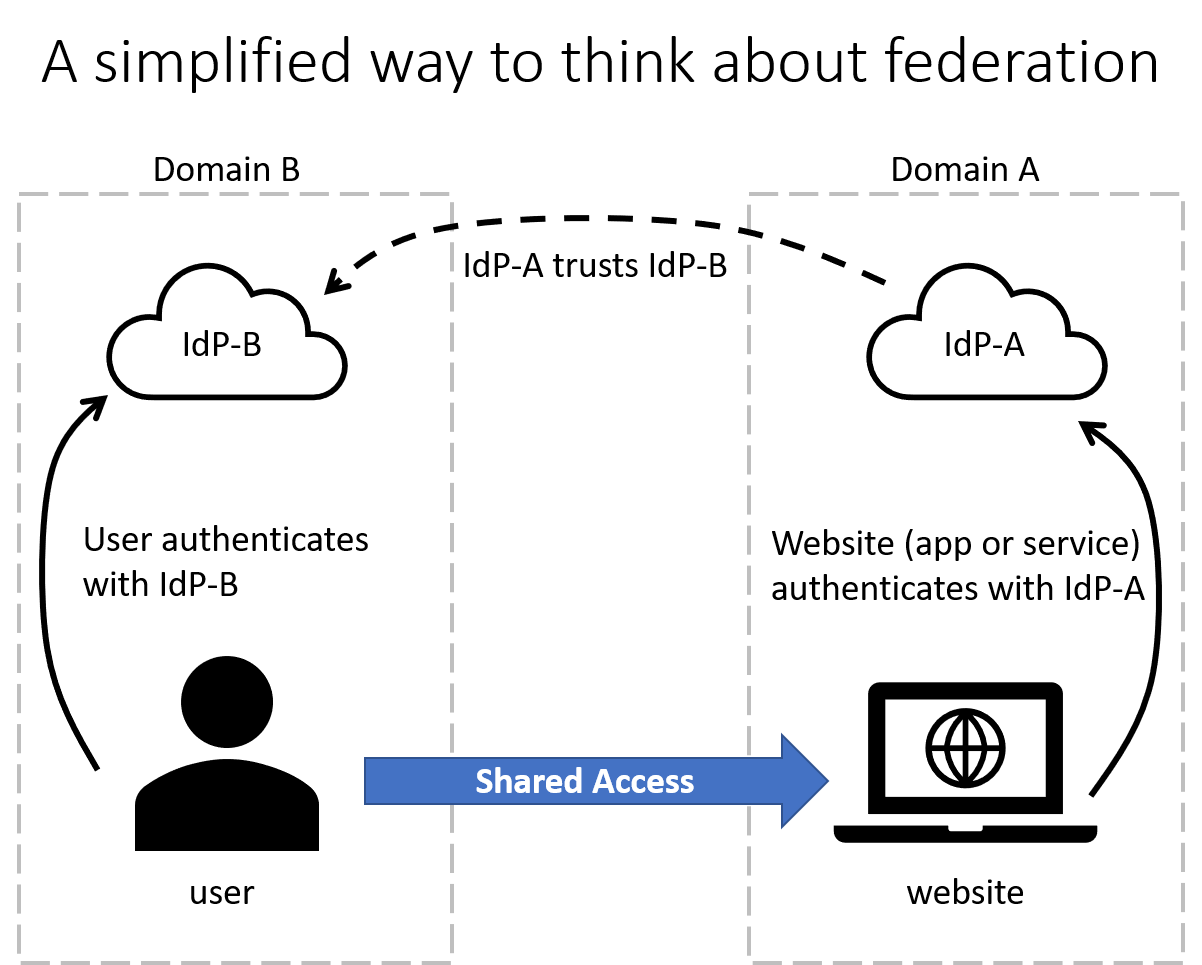 A simplified way to think about federation
Domain B
Domain A
IdP-A trusts IdP-B
IdP-B
IdP-A
User authenticates
with IdP-B
Website (app or service)
authenticates with IdP-A
Shared Access
user
website